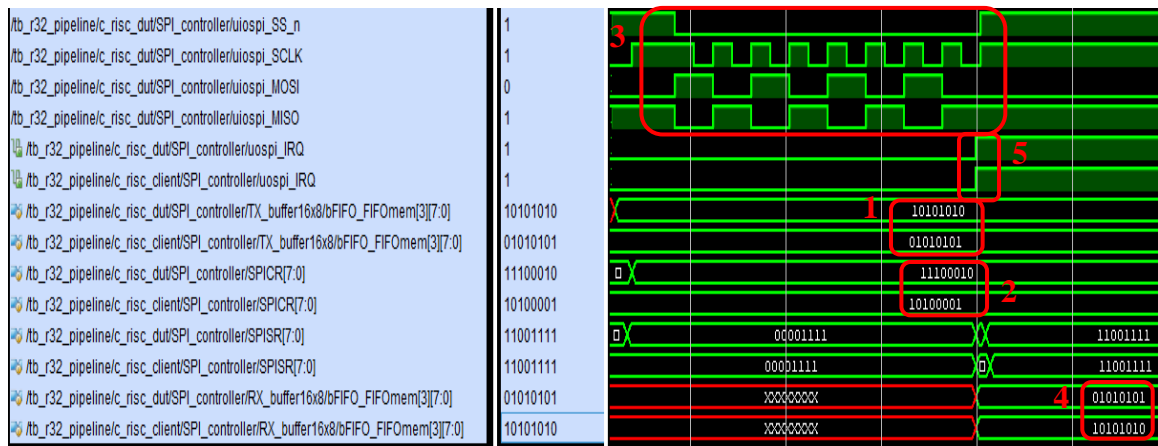 /tb_r32_pipeline/c_risc_dut/SPI_controller/uiospi_SS_n 1
/tb_r32_pipeline/c_risc_dut/SPI_controller/uiospi_SCLK 1 3
/tb_r32_pipeline/c_risc_dut/SPI_controller/uiospi_MOSI 0
/tb_r32_pipeline/c_risc_dut/SPI_controller/uiospi_MISO 1
/tb_r32_pipeline/c_risc_dut/SPI_controller/uospi_IRQ 1 5
/tb_r32_pipeline/c_risc_client/SPI_controller/uospi_IRQ 1
/tb_r32_pipeline/c_risc_dut/SPI_controller/TX_buffer16x8/bFIFO_FIFOmem[3][7:0] 10101010 1 10101010
/tb_r32_pipeline/c_risc_client/SPI_controller/TX_buffer16x8/bFIFO_FIFOmem[3][7:0] 01010101 01010101
/tb_r32_pipeline/c_risc_dut/SPI_controller/SPICR[7:0] 11100010 11100010 2
/tb_r32_pipeline/c_risc_client/SPI_controller/SPICR[7:0] 10100001 10100001
/tb_r32_pipeline/c_risc_dut/SPI_controller/SPISR[7:0] 11001111 00001111 11001111
/tb_r32_pipeline/c_risc_client/SPI_controller/SPISR[7:0] 11001111 00001111 11001111
/tb_r32_pipeline/c_risc_dut/SPI_controller/RX_buffer16x8/bFIFO_FIFOmem[3][7:0] 01010101 XXXXXXXX 4 01010101
/tb_r32_pipeline/c_risc_client/SPI_controller/RX_buffer16x8/bFIFO_FIFOmem[3][7:0] 10101010 XXXXXXXX 10101010